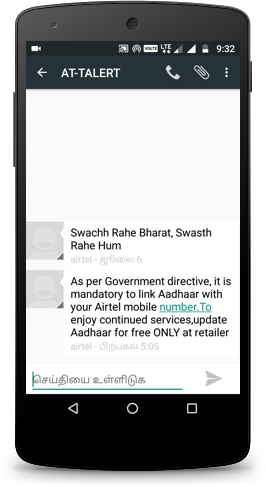 VOLTE LTE 9:32
AT-TALERT
Swachh Rahe Bharat, Swasth
Rahe Hum
airtel - ஜூலை 6
As per Government directive, it is
mandatory to link Aadhaar with
your Airtel mobile number.To
enjoy continued services,update
Aadhaar for free ONLY at retailer
airtel - பிற்பகல் 5:05
செய்தியை உள்ளிடுக